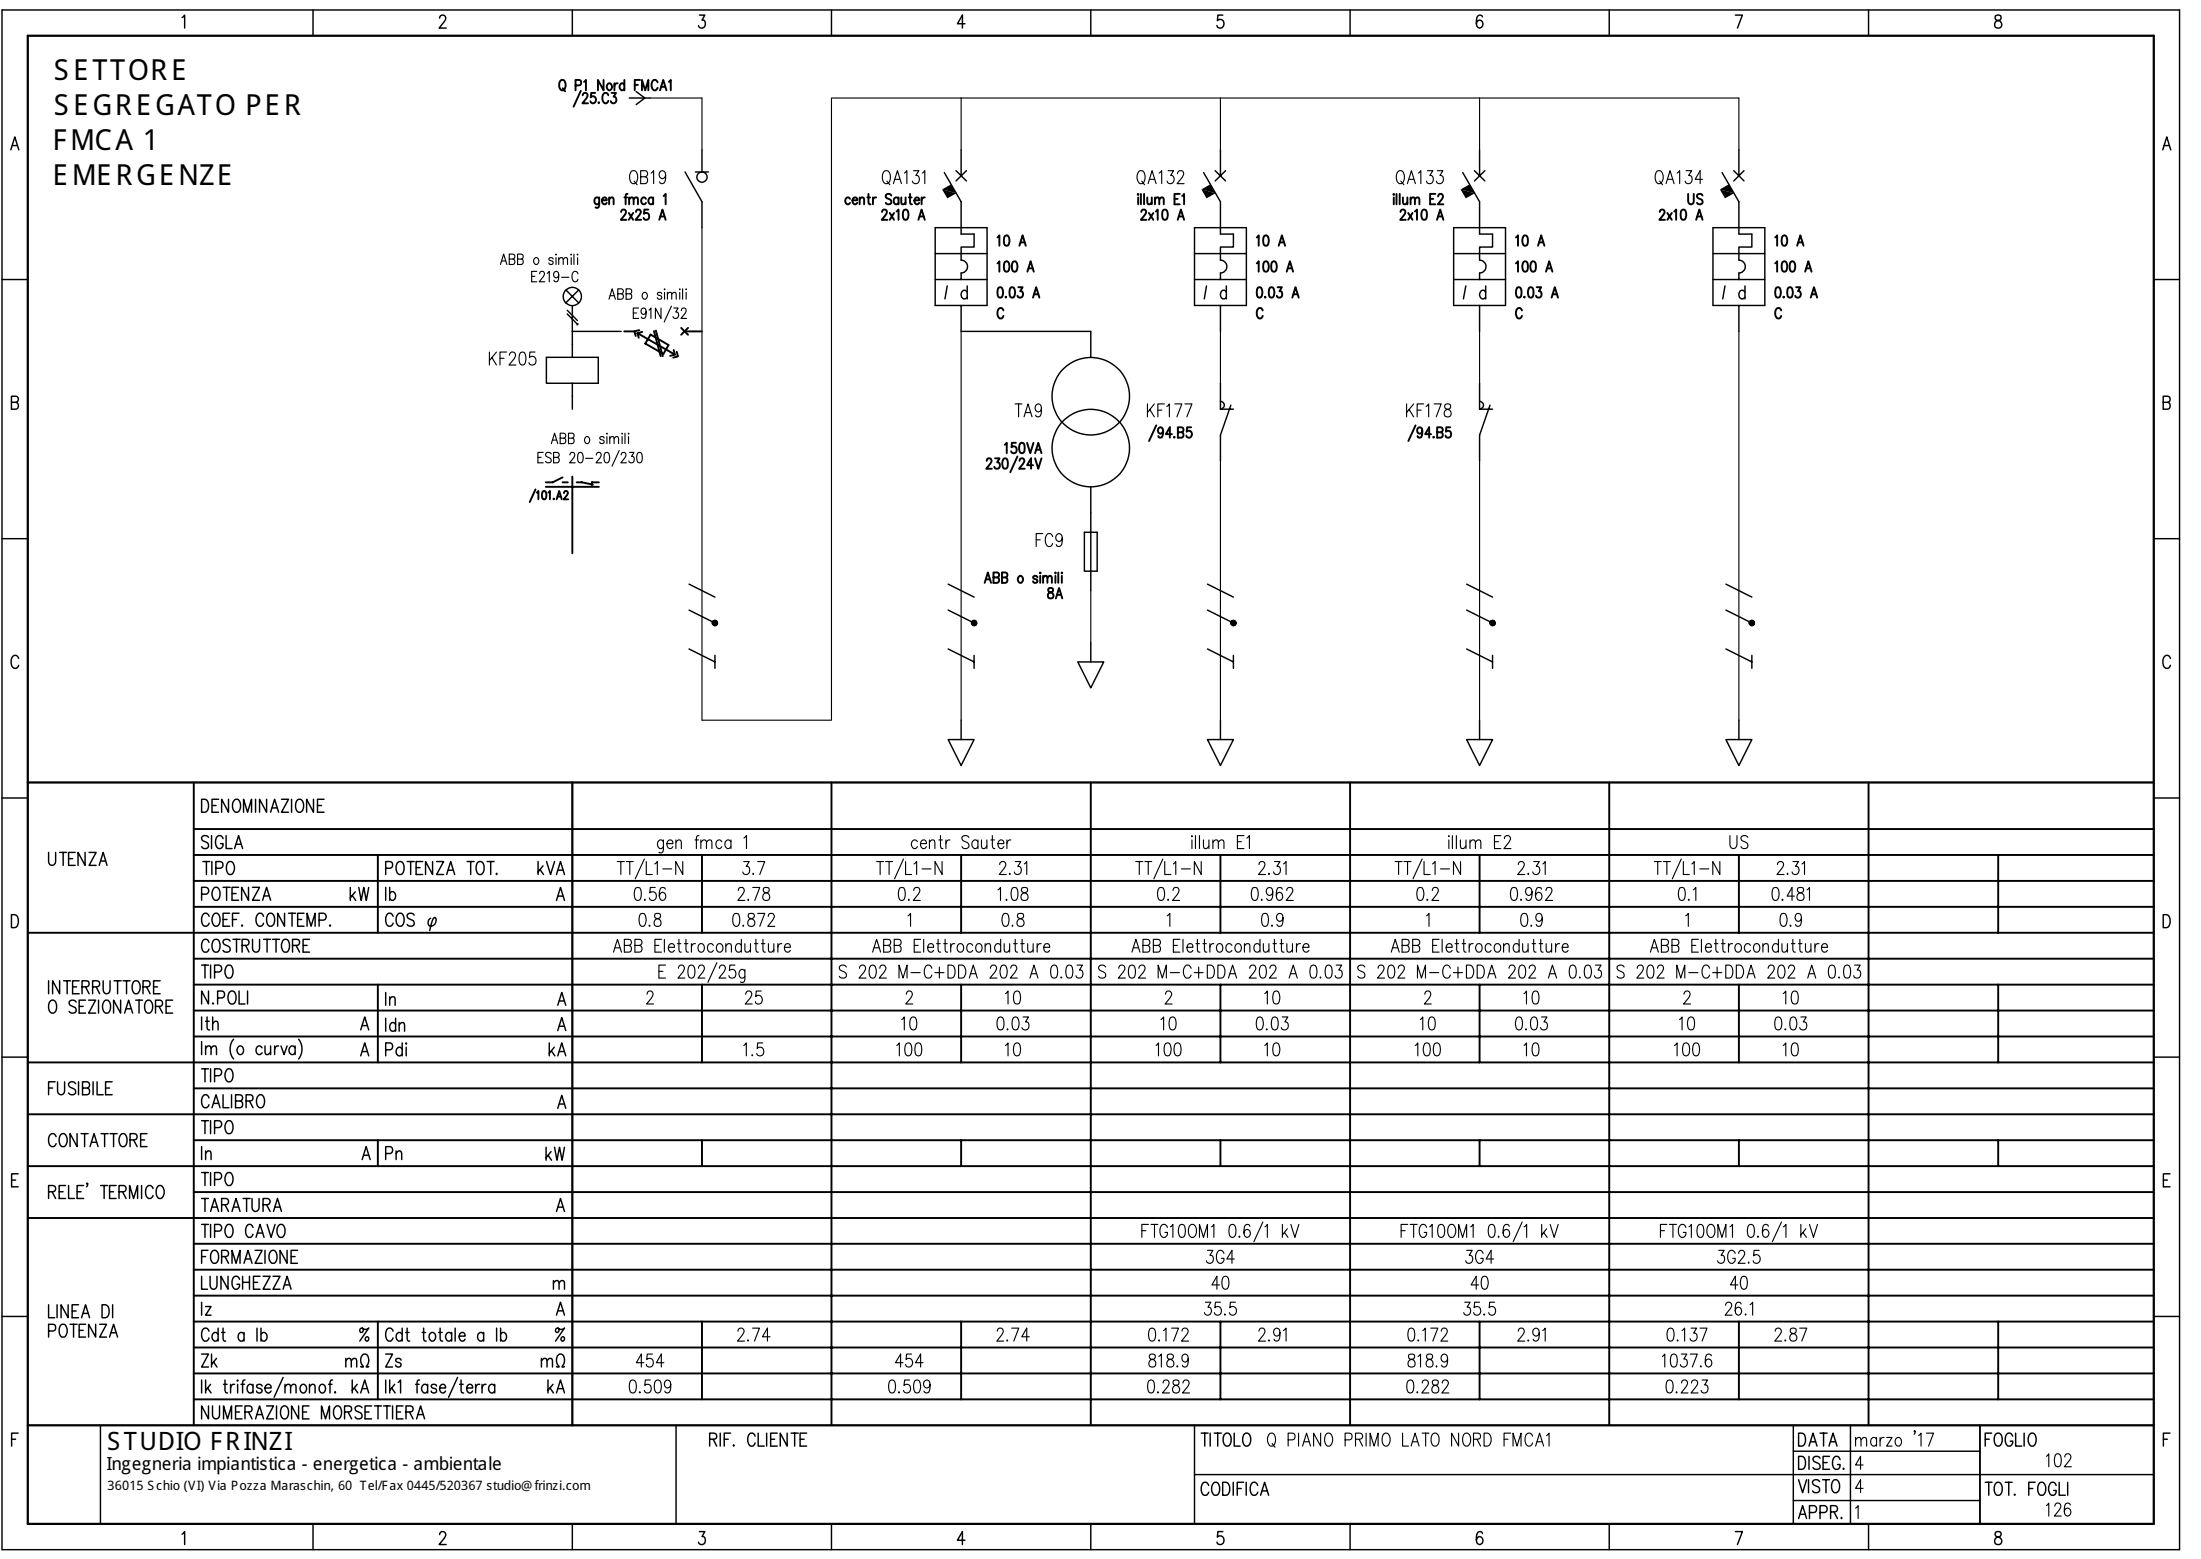 1 2 3 4 5 6 7 8
SETTORE
SEGREGATO PER
FMCA 1
EMERGENZE
A A
B B
C C
D D
E E
F F
Q P1 Nord FMCA1
/25.C3
QB19
gen fmca 1
2x25 A
ABB o simili
E219-C
ABB o simili
E91N/32
KF205
ABB o simili
ESB 20-20/230
/101.A2
QA131
centr Sauter
2x10 A
10 A
100 A
I d 0.03 A
C
TA9
150VA
230/24V
FC9
ABB o simili
8A
QA132
illum E1
2x10 A
10 A
100 A
I d 0.03 A
C
KF177
/94.B5
QA133
illum E2
2x10 A
10 A
100 A
I d 0.03 A
C
KF178
/94.B5
QA134
US
2x10 A
10 A
100 A
I d 0.03 A
C
UTENZA
DENOMINAZIONE
SIGLA gen fmca 1 centr Sauter illum E1 illum E2 US
TIPO POTENZA TOT. kVA TT/L1-N 3.7 TT/L1-N 2.31 TT/L1-N 2.31 TT/L1-N 2.31 TT/L1-N 2.31
POTENZA kW Ib A 0.56 2.78 0.2 1.08 0.2 0.962 0.2 0.962 0.1 0.481
COEF. CONTEMP. COS φ 0.8 0.872 1 0.8 1 0.9 1 0.9 1 0.9
INTERRUTTORE
O SEZIONATORE
COSTRUTTORE ABB Elettrocondutture ABB Elettrocondutture ABB Elettrocondutture ABB Elettrocondutture ABB Elettrocondutture
TIPO E 202/25g S 202 M-C+DDA 202 A 0.03 S 202 M-C+DDA 202 A 0.03 S 202 M-C+DDA 202 A 0.03 S 202 M-C+DDA 202 A 0.03
N.POLI In A 2 25 2 10 2 10 2 10 2 10
Ith A Idn A 10 0.03 10 0.03 10 0.03 10 0.03
Im (o curva) A Pdi kA 1.5 100 10 100 10 100 10 100 10
FUSIBILE
TIPO
CALIBRO A
CONTATTORE
TIPO
In A Pn kW
RELE' TERMICO
TIPO
TARATURA A
LINEA DI
POTENZA
TIPO CAVO FTG10OM1 0.6/1 kV FTG10OM1 0.6/1 kV FTG10OM1 0.6/1 kV
FORMAZIONE 3G4 3G4 3G2.5
LUNGHEZZA m 40 40 40
Iz A 35.5 35.5 26.1
Cdt a Ib % Cdt totale a Ib % 2.74 2.74 0.172 2.91 0.172 2.91 0.137 2.87
Zk mΩ Zs mΩ 454 454 818.9 818.9 1037.6
Ik trifase/monof. kA Ik1 fase/terra kA 0.509 0.509 0.282 0.282 0.223
NUMERAZIONE MORSETTIERA
STUDIO FRINZI
Ingegneria impiantistica - energetica - ambientale
36015 Schio (VI) Via Pozza Maraschin, 60 Tel/Fax 0445/520367 studio@frinzi.com
RIF. CLIENTE
TITOLO Q PIANO PRIMO LATO NORD FMCA1
CODIFICA
DATA marzo '17
DISEG. 4
VISTO 4
APPR. 1
FOGLIO
102
TOT. FOGLI
126
1 2 3 4 5 6 7 8